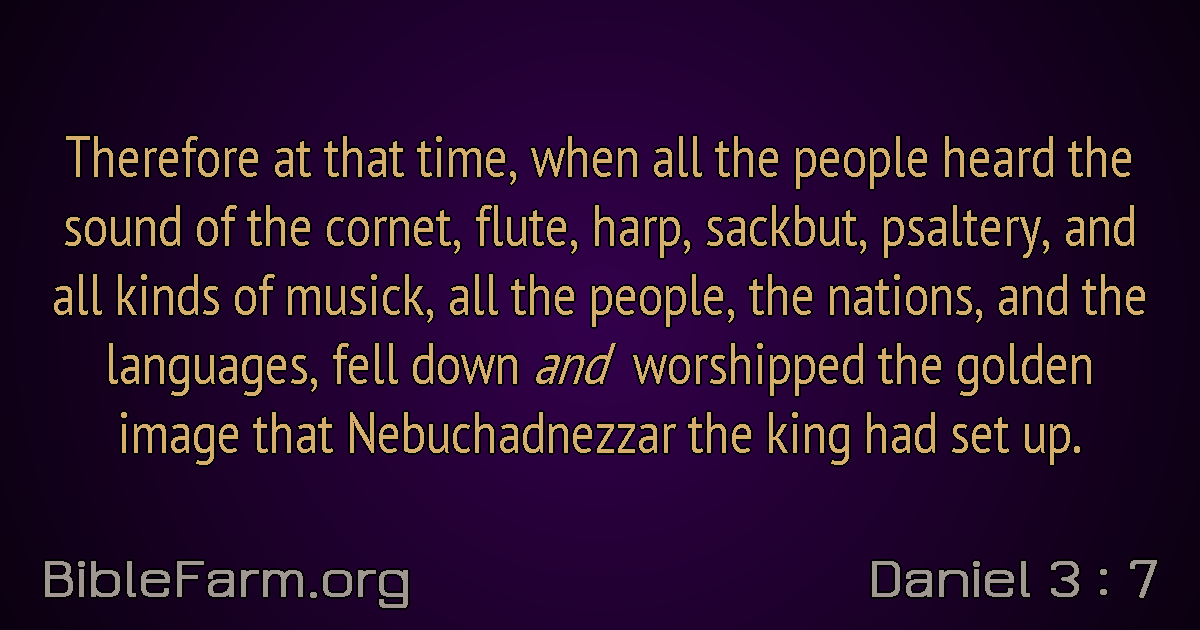 Therefore at that time, when all the people heard the
sound of the cornet, flute, harp, sackbut, psaltery, and
all kinds of musick, all the people, the nations, and the
languages, fell down and worshipped the golden
image that Nebuchadnezzar the king had set up.
BibleFarm.org
Daniel 3 : 7